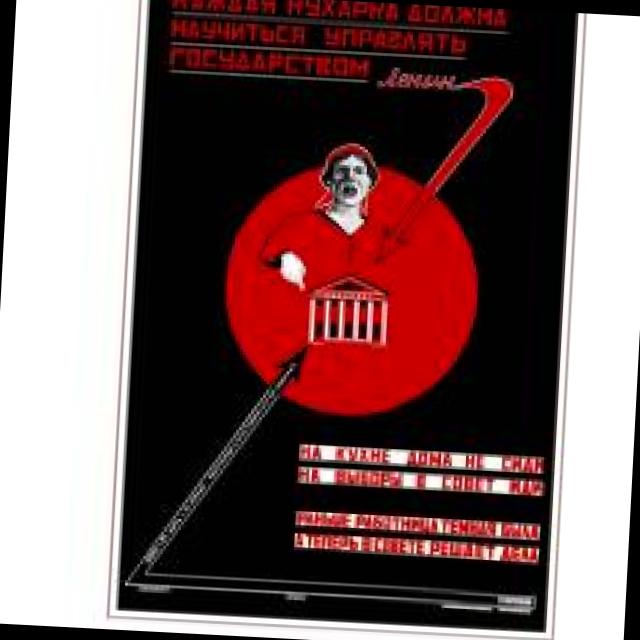 КАЖДАЯ КУХАРКА ДОЛЖНА
НАУЧИТЬСЯ УПРАВЛЯТЬ
ГОСУДАРСТВОМ
Ленин
НА КУХНЕ ДОМА НЕ СИДИ
НА ВЫБОРЫ В СОВЕТ ИДИ
РАНЬШЕ РАБОТНИЦА ТЕМНАЯ БЫЛА
А ТЕПЕРЬ В СОВЕТЕ РЕШАЕТ ДЕЛА